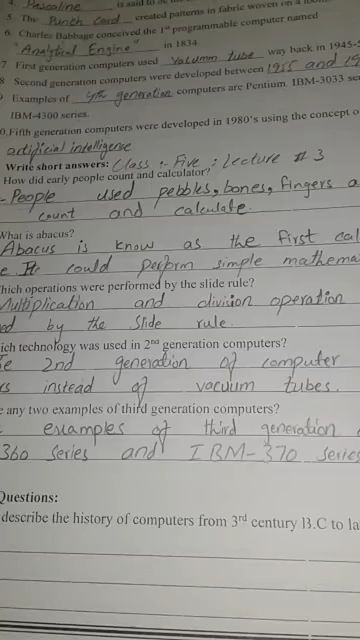 4. Pascaline is said to be
5. The Punch Card created patterns in fabric woven on a loom
6. Charles Babbage conceived the 1st programmable computer named
"Analytical Engine" in 1834
7 First generation computers used Vacumm tube way back in 1945-5
8 Second generation computers were developed between 1955 and 19
Examples of 4th generation computers are Pentium. IBM-3033 ser
IBM-4300 series.
0.Fifth generation computers were developed in 1980's using the concept o
artificial intelligence
Write short answers: Class :- Five : Lecture # 3
How did early people count and calculator?
- People used pebbles, bones, fingers a
count and calculate.
What is abacus?
Abacus is know as the first cal
e It could perform simple mathema
hich operations were performed by the slide rule?
Multiplication and division operation
ed by the slide rule.
ich technology was used in 2nd generation computers?
e 2nd generation of computer
rs instead of vacuum tubes.
e any two examples of third generation computers?
examples of third generation
360 series and IBM-370 series
Questions:
describe the history of computers from 3rd century B.C to la